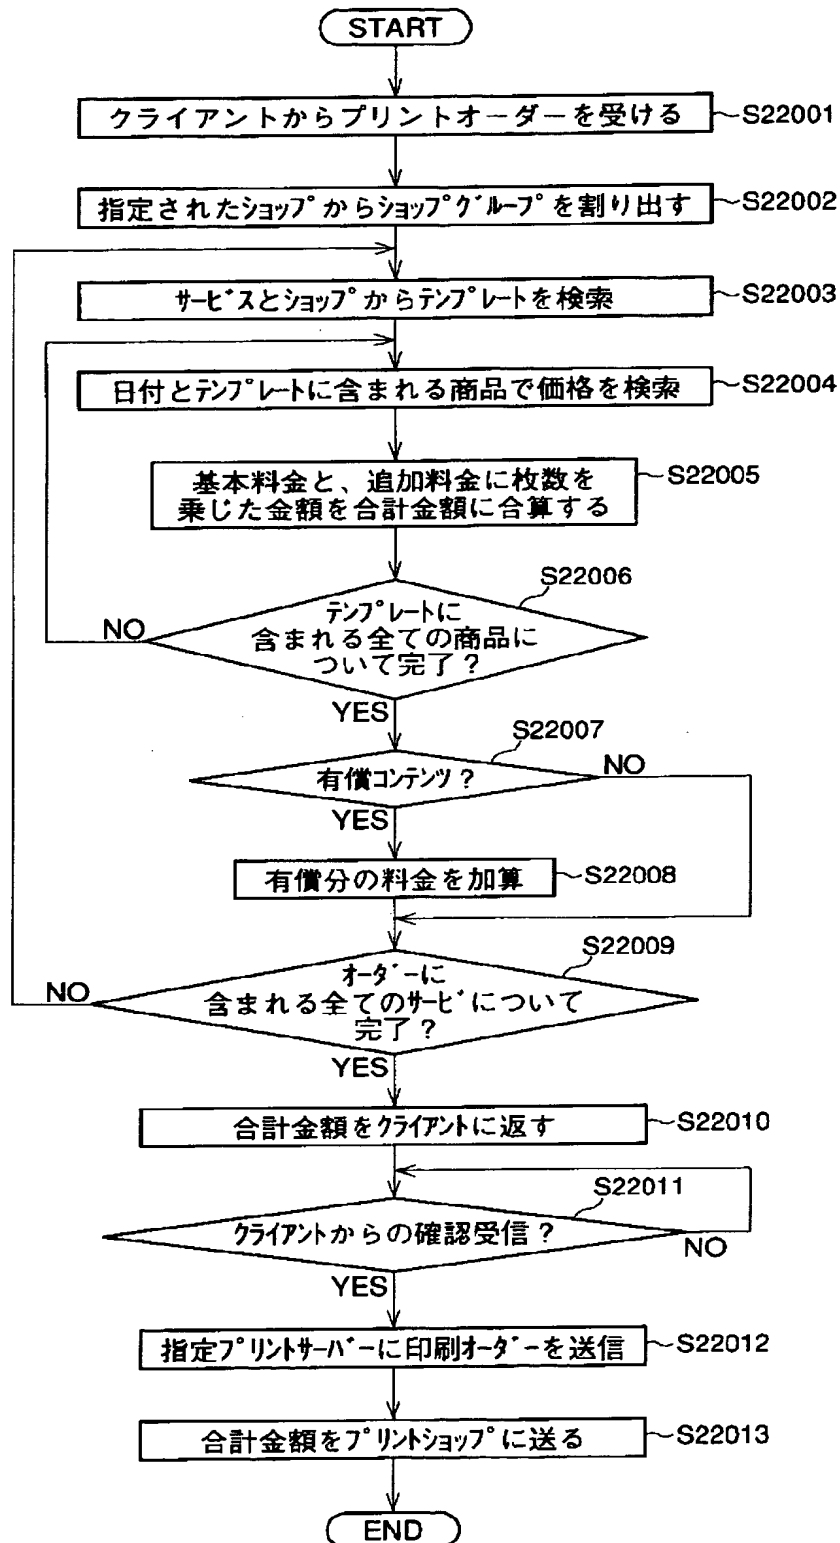 START
クライアントからプリントオーダーを受ける
S22001
指定されたショップからショップグループを割り出す
S22002
サービスとショップからテンプレートを検索
S22003
日付とテンプレートに含まれる商品で価格を検索
S22004
基本料金と、追加料金に枚数を
乗じた金額を合計金額に合算する
S22005
S22006
テンプレートに
含まれる全ての商品に
ついて完了?
NO
YES
S22007
有償コンテンツ?
NO
YES
有償分の料金を加算
S22008
S22009
オーダーに
含まれる全てのサービについて
完了?
NO
YES
合計金額をクライアントに返す
S22010
S22011
クライアントからの確認受信?
NO
YES
指定プリントサーバーに印刷オーダーを送信
S22012
合計金額をプリントショップに送る
S22013
END